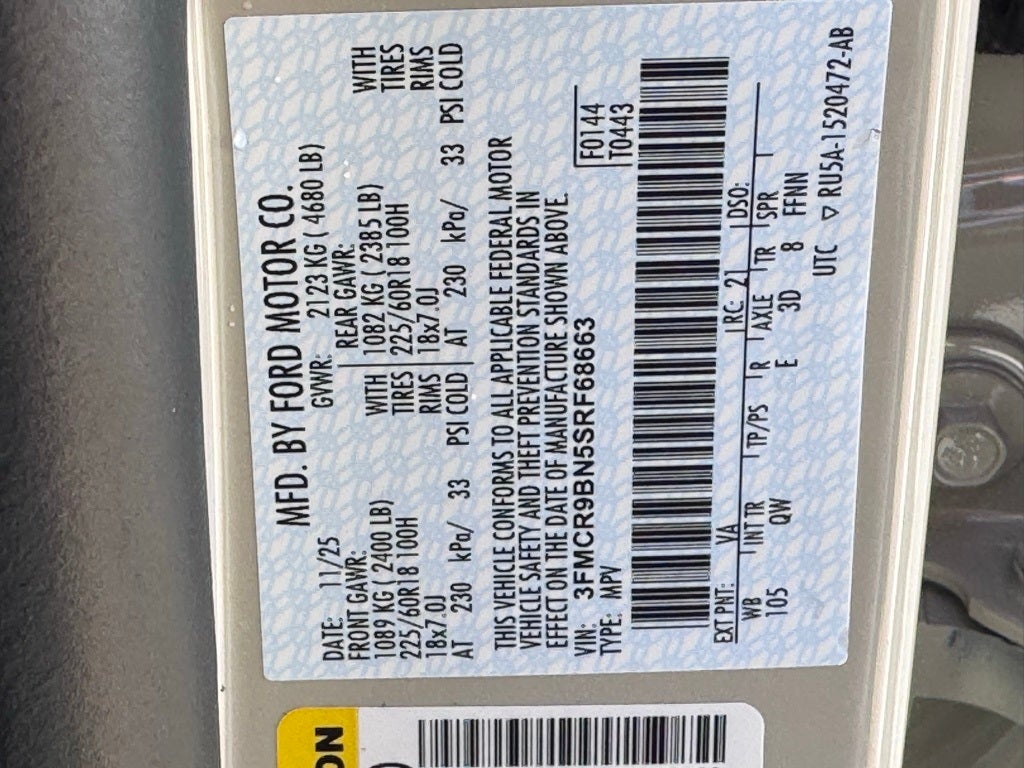 MFD. BY FORD MOTOR CO.
DATE: 11/25 GVWR: 2123 KG ( 4680 LB)
FRONT GAWR: REAR GAWR:
1089 KG ( 2400 LB) WITH 1082 KG ( 2385 LB) WITH
225/60R18 100H TIRES 225/60R18 100H TIRES
18x7.0J RIMS 18x7.0J RIMS
AT 230 kPa/ 33 PSI COLD AT 230 kPa/ 33 PSI COLD
THIS VEHICLE CONFORMS TO ALL APPLICABLE FEDERAL MOTOR
VEHICLE SAFETY AND THEFT PREVENTION STANDARDS IN
EFFECT ON THE DATE OF MANUFACTURE SHOWN ABOVE.
VIN: 3FMCR9BN5SRF68663 F0144
TYPE: MPV T0443
EXT PNT: YA RC: 21 DSO:
WB INT TR TP/PS R AXLE TR SPR
105 QW E 3D 8 FFNN
UTC ▽ RU5A-1520472-AB
ON